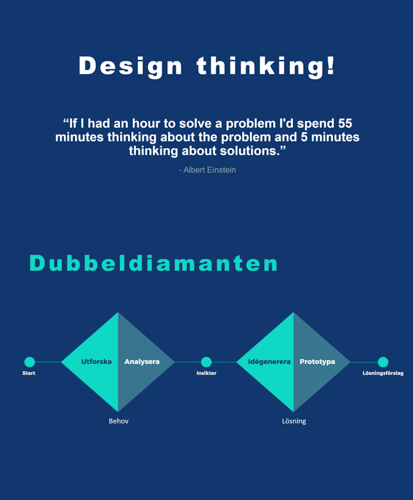 Design thinking!
“If I had an hour to solve a problem I'd spend 55
minutes thinking about the problem and 5 minutes
thinking about solutions.”
- Albert Einstein
Dubbeldiamanten
Utforska Analysera Idégenerera Prototypa
Start Insikter Lösningsförslag
Behov Lösning